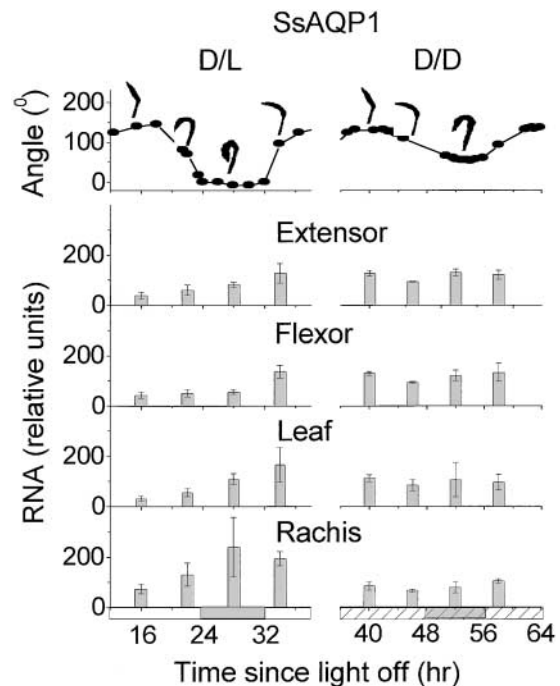 SsAQP1
D/L D/D
Angle (°)
200
100
0
Extensor
200
0
Flexor
200
0
Leaf
200
0
Rachis
200
0
RNA (relative units)
16 24 32 40 48 56 64
Time since light off (hr)